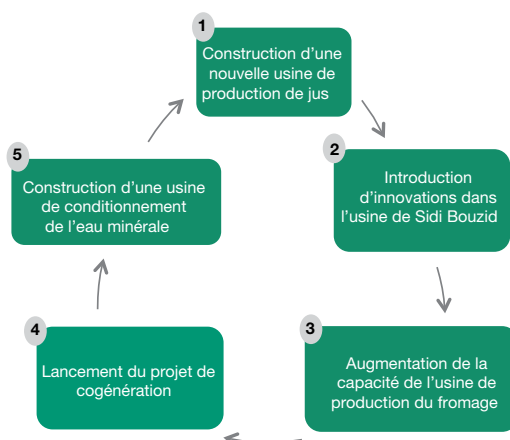 1
Construction d'une
nouvelle usine de
production de jus
2
Introduction
d'innovations dans
l'usine de Sidi Bouzid
3
Augmentation de la
capacité de l'usine de
production du fromage
4
Lancement du projet de
cogénération
5
Construction d'une usine
de conditionnement
de l'eau minérale